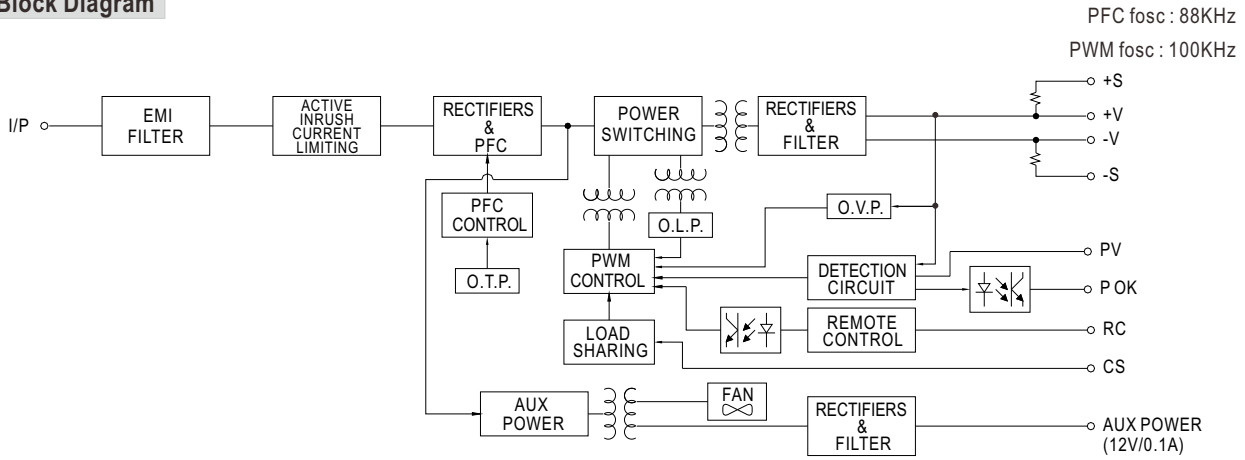 Block Diagram
PFC fosc : 88KHz
PWM fosc : 100KHz
I/P
EMI
FILTER
ACTIVE
INRUSH
CURRENT
LIMITING
RECTIFIERS
&
PFC
POWER
SWITCHING
RECTIFIERS
&
FILTER
+S
+V
-V
-S
PFC
CONTROL
O.L.P.
O.V.P.
O.T.P.
PWM
CONTROL
DETECTION
CIRCUIT
PV
P OK
LOAD
SHARING
REMOTE
CONTROL
RC
CS
AUX
POWER
FAN
RECTIFIERS
&
FILTER
AUX POWER
(12V/0.1A)